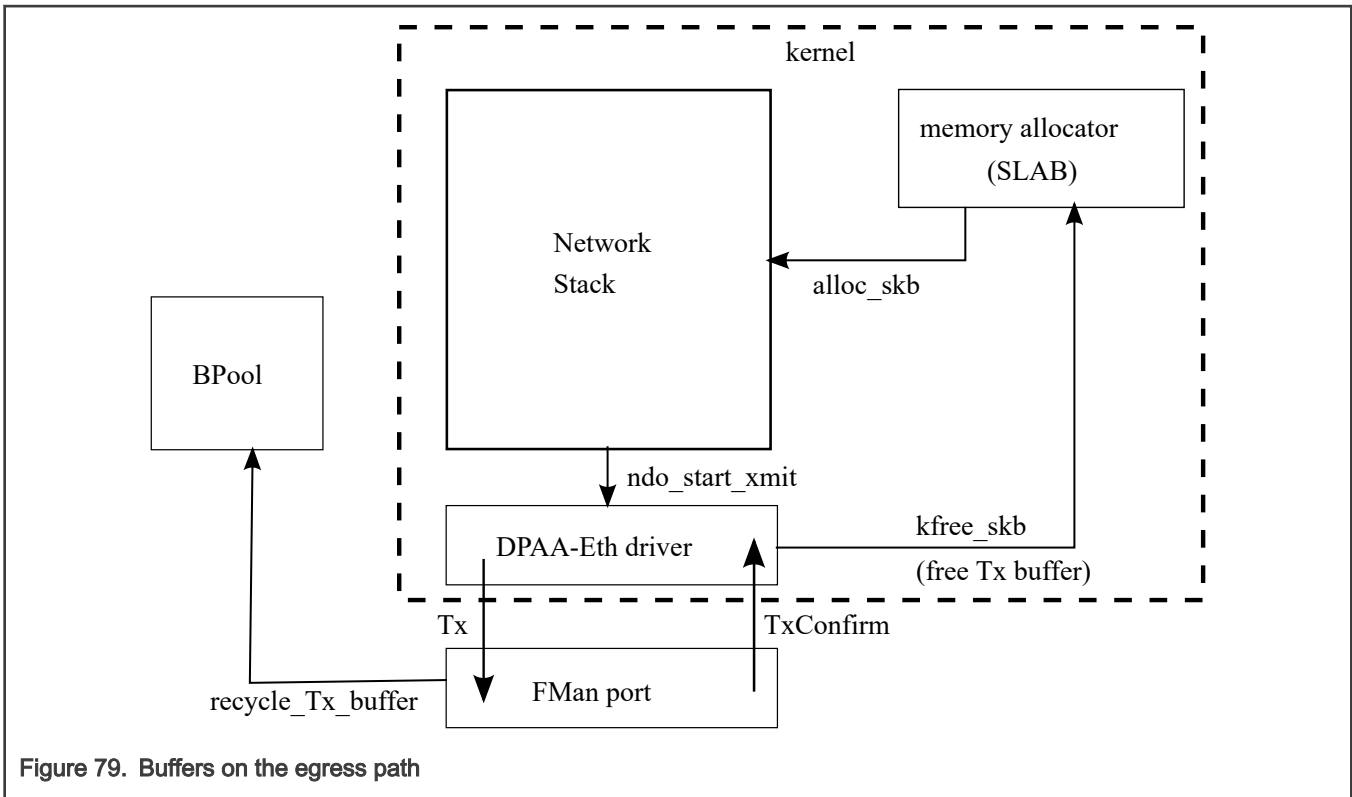 kernel
memory allocator
(SLAB)
Network
Stack
alloc_skb
BPool
ndo_start_xmit
DPAA-Eth driver
kfree_skb
(free Tx buffer)
Tx
TxConfirm
FMan port
recycle_Tx_buffer
Figure 79. Buffers on the egress path